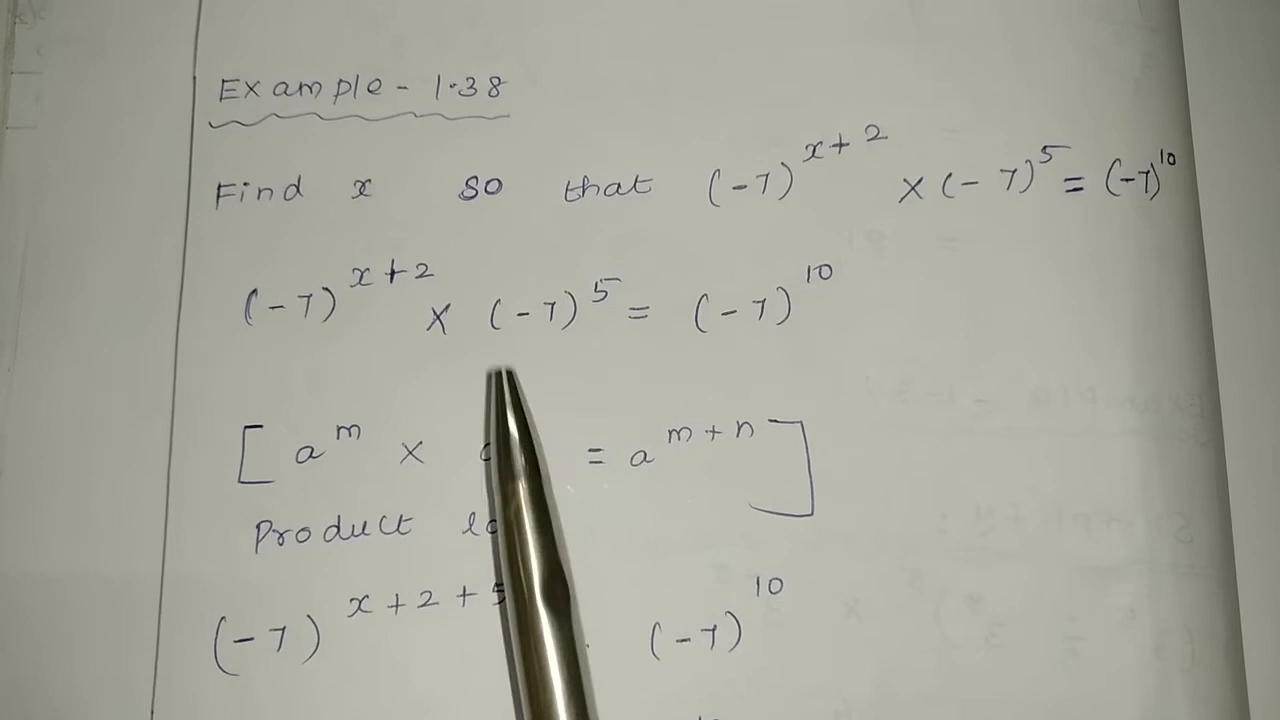 Example - 1.38
Find x so that (-7)^{x+2} × (-7)^5 = (-7)^{10}
(-7)^{x+2} × (-7)^5 = (-7)^{10}
[ a^m × = a^{m+n} ]
Product
(-7)^{x+2+5} (-7)^{10}